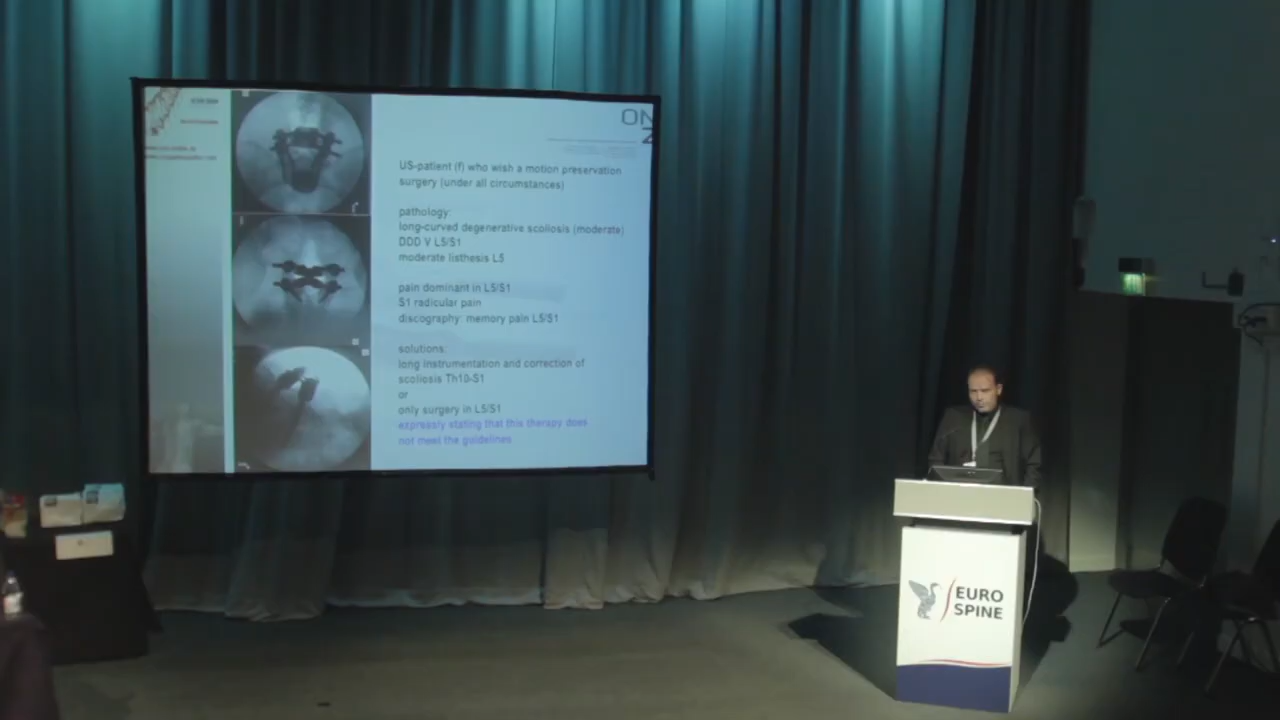 ON
Z
US-patient (f) who wish a motion preservation
surgery (under all circumstances)
pathology:
long-curved degenerative scoliosis (moderate)
DDD V L5/S1
moderate listhesis L5
pain dominant in L5/S1
S1 radicular pain
discography: memory pain L5/S1
solutions:
long instrumentation and correction of
scoliosis Th10-S1
or
only surgery in L5/S1
expressly stating that this therapy does
not meet the guidelines
EURO
SPINE